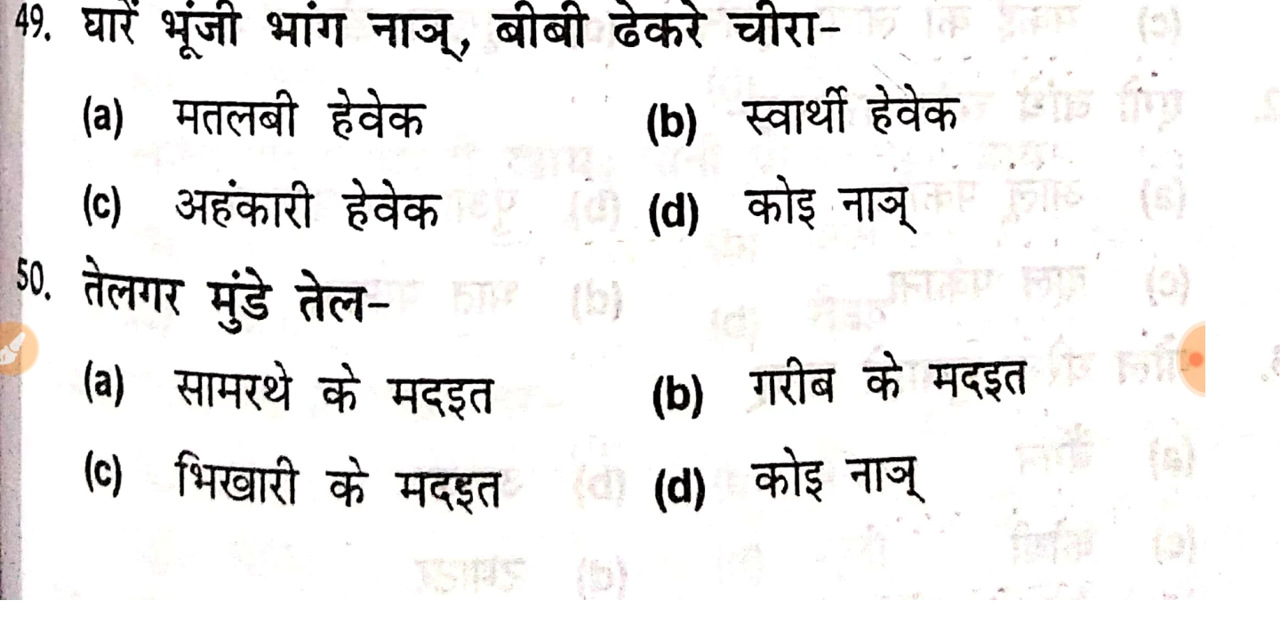 49. घारें भूंजी भांग नाञ्, बीबी ढेकरे चीरा-
(a) मतलबी हेवेक (b) स्वार्थी हेवेक
(c) अहंकारी हेवेक (d) कोइ नाञ्
50. तेलगर मुंडे तेल-
(a) सामरथे के मदइत (b) गरीब के मदइत
(c) भिखारी के मदइत (d) कोइ नाञ्